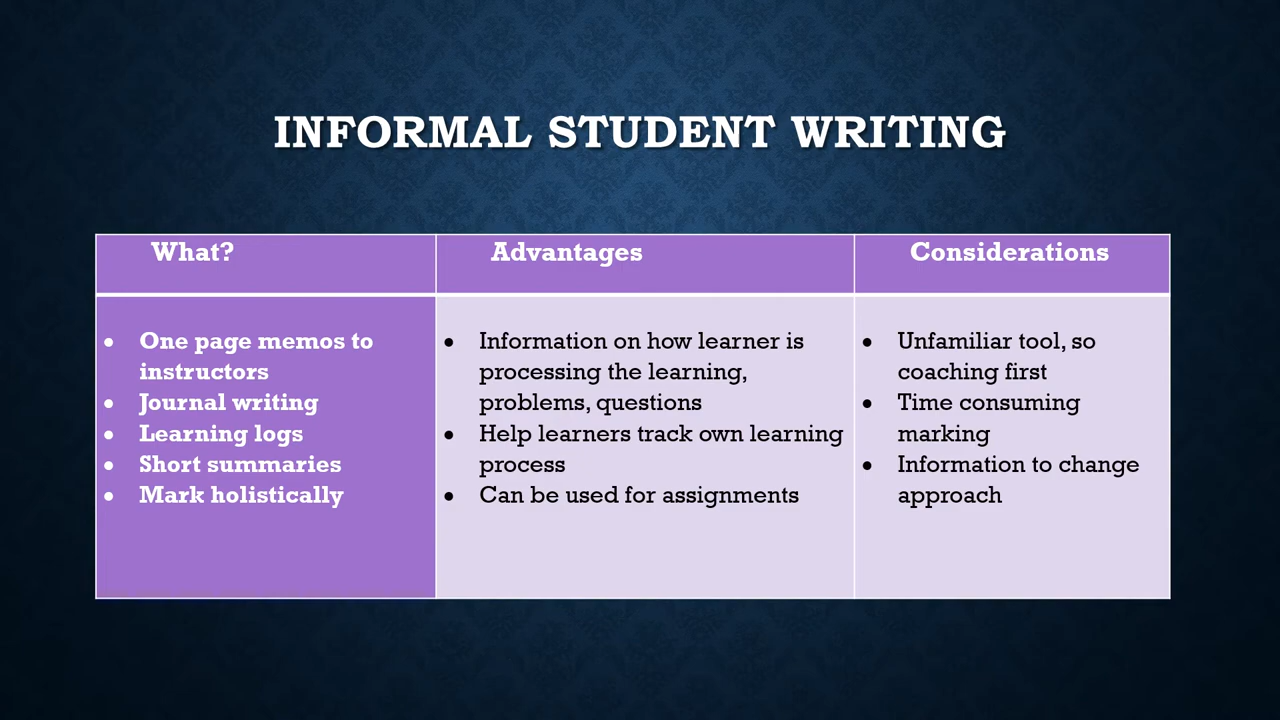 INFORMAL STUDENT WRITING
What?
Advantages
Considerations
• One page memos to
instructors
• Journal writing
• Learning logs
• Short summaries
• Mark holistically
• Information on how learner is
processing the learning,
problems, questions
• Help learners track own learning
process
• Can be used for assignments
• Unfamiliar tool, so
coaching first
• Time consuming
marking
• Information to change
approach